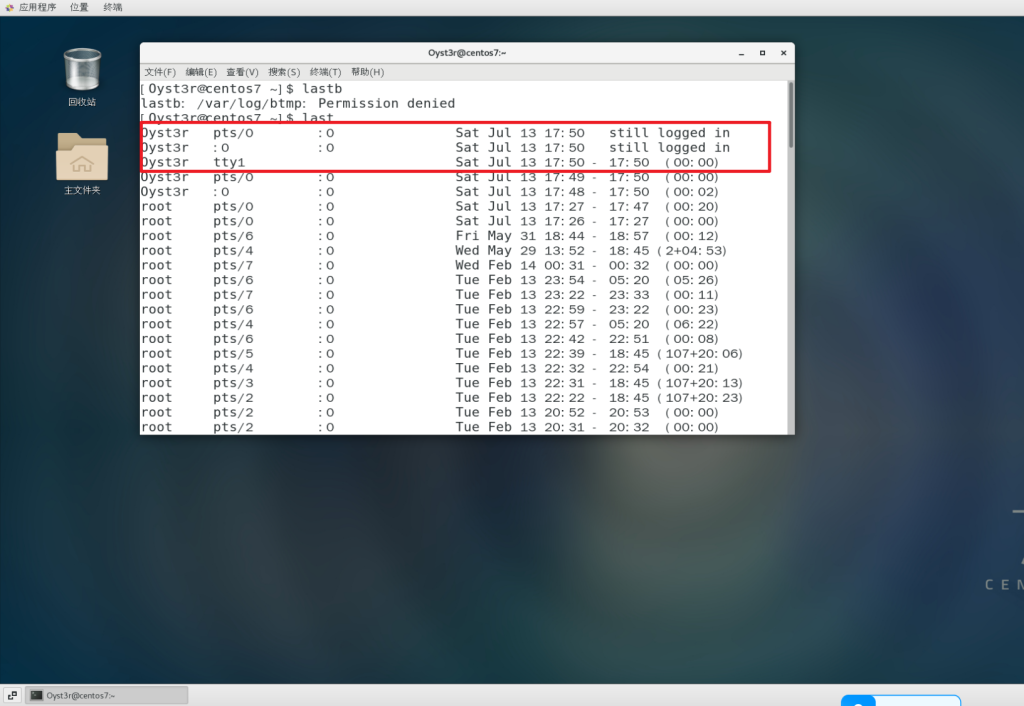 应用程序 位置 终端
回收站
主文件夹
Oyst3r@centos7:~
文件(F) 编辑(E) 查看(V) 搜索(S) 终端(T) 帮助(H)
[Oyst3r@centos7 ~]$ lastb
lastb: /var/log/btmp: Permission denied
[Oyst3r@centos7 ~]$ last
Oyst3r pts/0 :0 Sat Jul 13 17:50 still logged in
Oyst3r :0 :0 Sat Jul 13 17:50 still logged in
Oyst3r tty1 Sat Jul 13 17:50 - 17:50 (00:00)
Oyst3r pts/0 :0 Sat Jul 13 17:49 - 17:50 (00:00)
Oyst3r :0 :0 Sat Jul 13 17:48 - 17:50 (00:02)
root pts/0 :0 Sat Jul 13 17:27 - 17:47 (00:20)
root pts/0 :0 Sat Jul 13 17:26 - 17:27 (00:00)
root pts/6 :0 Fri May 31 18:44 - 18:57 (00:12)
root pts/4 :0 Wed May 29 13:52 - 18:45 (2+04:53)
root pts/7 :0 Wed Feb 14 00:31 - 00:32 (00:00)
root pts/6 :0 Tue Feb 13 23:54 - 05:20 (05:26)
root pts/7 :0 Tue Feb 13 23:22 - 23:33 (00:11)
root pts/6 :0 Tue Feb 13 22:59 - 23:22 (00:23)
root pts/4 :0 Tue Feb 13 22:57 - 05:20 (06:22)
root pts/6 :0 Tue Feb 13 22:42 - 22:51 (00:08)
root pts/5 :0 Tue Feb 13 22:39 - 18:45 (107+20:06)
root pts/4 :0 Tue Feb 13 22:32 - 22:54 (00:21)
root pts/3 :0 Tue Feb 13 22:31 - 18:45 (107+20:13)
root pts/2 :0 Tue Feb 13 22:22 - 18:45 (107+20:23)
root pts/2 :0 Tue Feb 13 20:52 - 20:53 (00:00)
root pts/2 :0 Tue Feb 13 20:31 - 20:32 (00:00)
CEN
Oyst3r@centos7:~